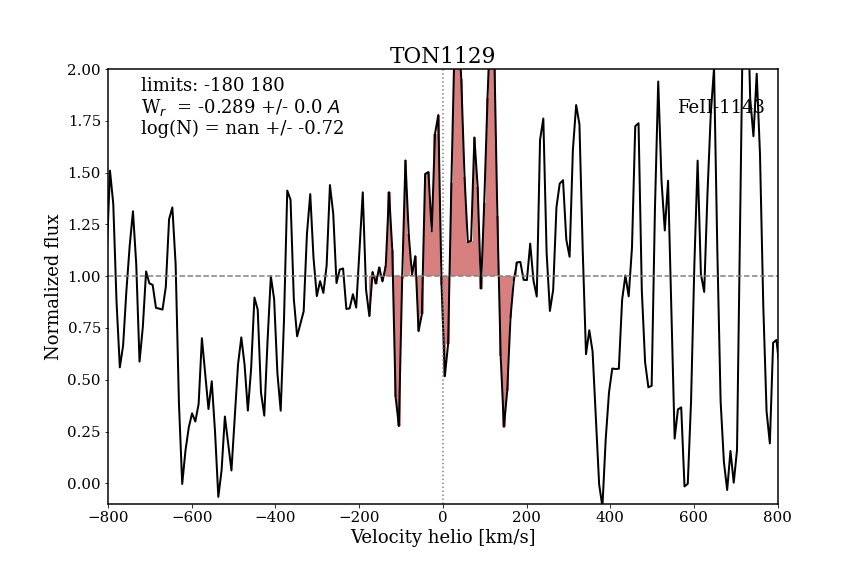 TON1129
limits: -180 180
W_r = -0.289 +/- 0.0 A
log(N) = nan +/- -0.72
FeII-1143
Normalized flux
2.00
1.75
1.50
1.25
1.00
0.75
0.50
0.25
0.00
−800 −600 −400 −200 0 200 400 600 800
Velocity helio [km/s]